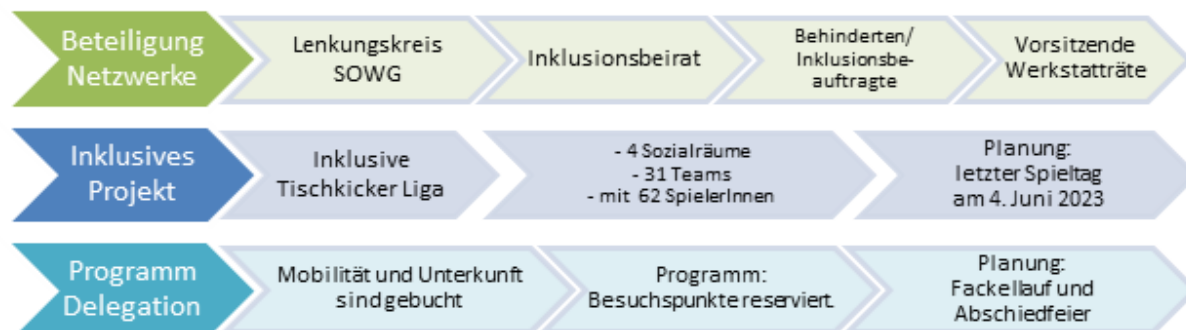 Beteiligung
Netzwerke
Lenkungskreis
SOWG
Inklusionsbeirat
Behinderten/
Inklusionsbe-
auftragte
Vorsitzende
Werkstatträte
Inklusives
Projekt
Inklusive
Tischkicker Liga
- 4 Sozialräume
- 31 Teams
- mit 62 SpielerInnen
Planung:
letzter Spieltag
am 4. Juni 2023
Programm
Delegation
Mobilität und Unterkunft
sind gebucht
Programm:
Besuchspunkte reserviert.
Planung:
Fackellauf und
Abschiedfeier